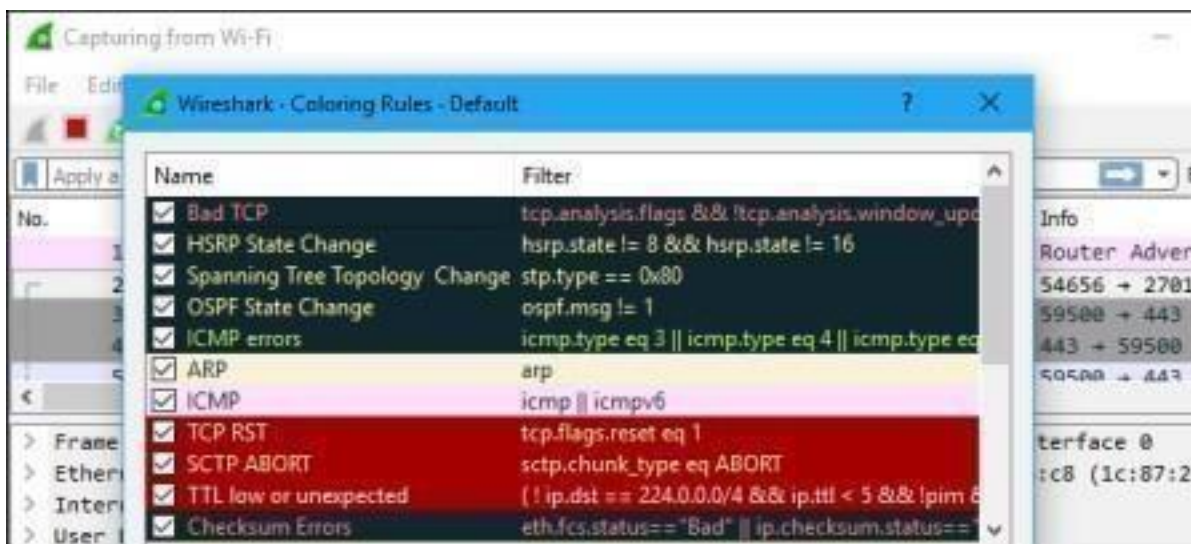 Capturing from Wi-Fi
File Edit
Wireshark · Coloring Rules - Default ? ×
Apply a
Name Filter
No. Info
Bad TCP tcp.analysis.flags && !tcp.analysis.window_upd
1 Router Adver
HSRP State Change hsrp.state != 8 && hsrp.state != 16
2 Spanning Tree Topology Change stp.type == 0x80 54656 → 2701
3 OSPF State Change ospf.msg != 1 59500 → 443
4 ICMP errors icmp.type eq 3 || icmp.type eq 4 || icmp.type eq 443 → 59500
5 ARP arp 59500 → 443
ICMP icmp || icmpv6
> Frame TCP RST tcp.flags.reset eq 1 terface 0
> Ether SCTP ABORT sctp.chunk_type eq ABORT :c8 (1c:87:2
> Inter TTL low or unexpected ( ! ip.dst == 224.0.0.0/4 && ip.ttl < 5 && !pim &
> User Checksum Errors eth.fcs.status=="Bad" || ip.checksum.status=="